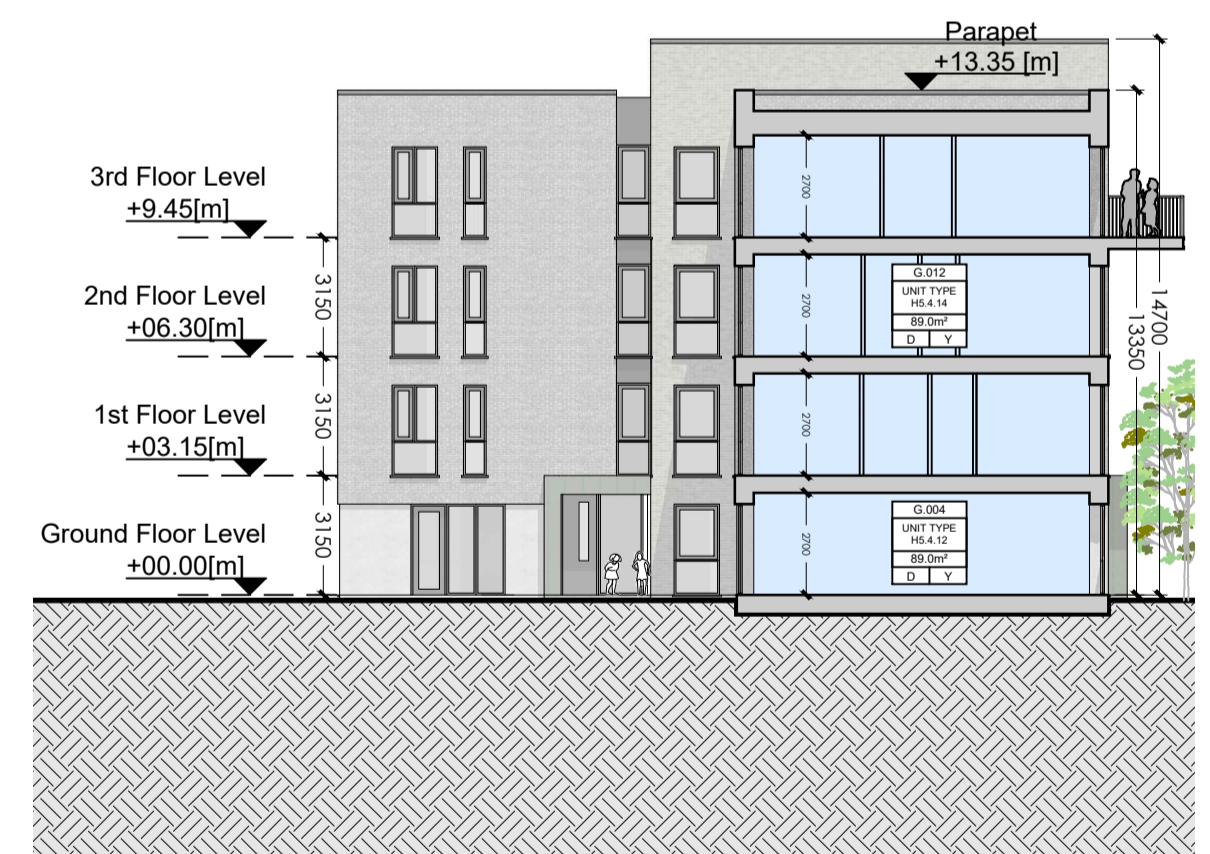 Parapet
+13.35 [m]
3rd Floor Level
+9.45[m]
2nd Floor Level
+06.30[m]
1st Floor Level
+03.15[m]
Ground Floor Level
+00.00[m]
3150
3150
3150
2700
2700
2700
2700
G.012
UNIT TYPE
H5.4.14
89.0m²
D Y
G.004
UNIT TYPE
H5.4.12
89.0m²
D Y
14700
13350